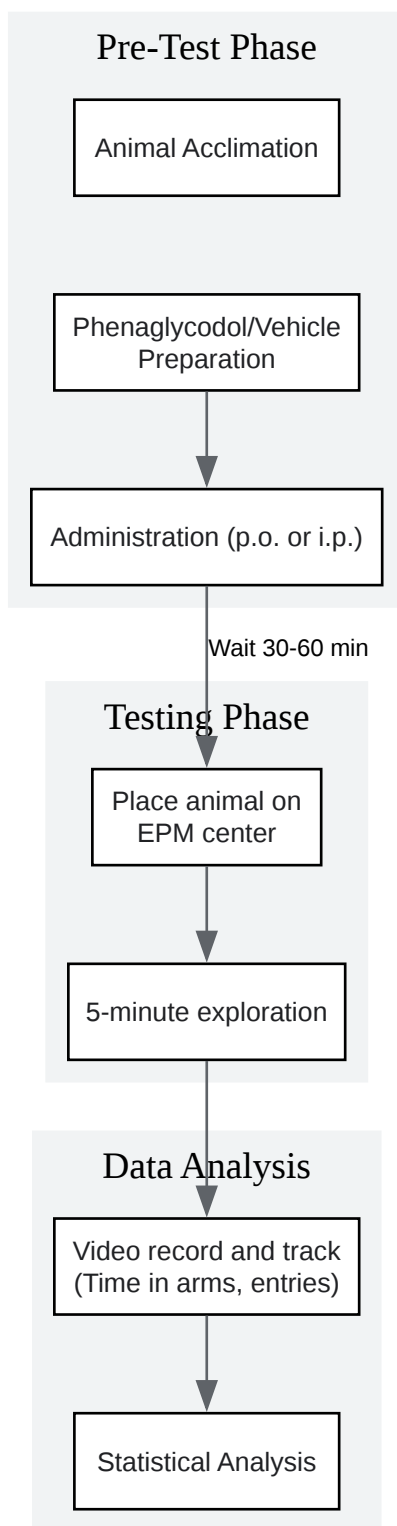 Pre-Test Phase
Animal Acclimation
Phenaglycodol/Vehicle
Preparation
Administration (p.o. or i.p.)
Wait 30-60 min
Testing Phase
Place animal on
EPM center
5-minute exploration
Data Analysis
Video record and track
(Time in arms, entries)
Statistical Analysis